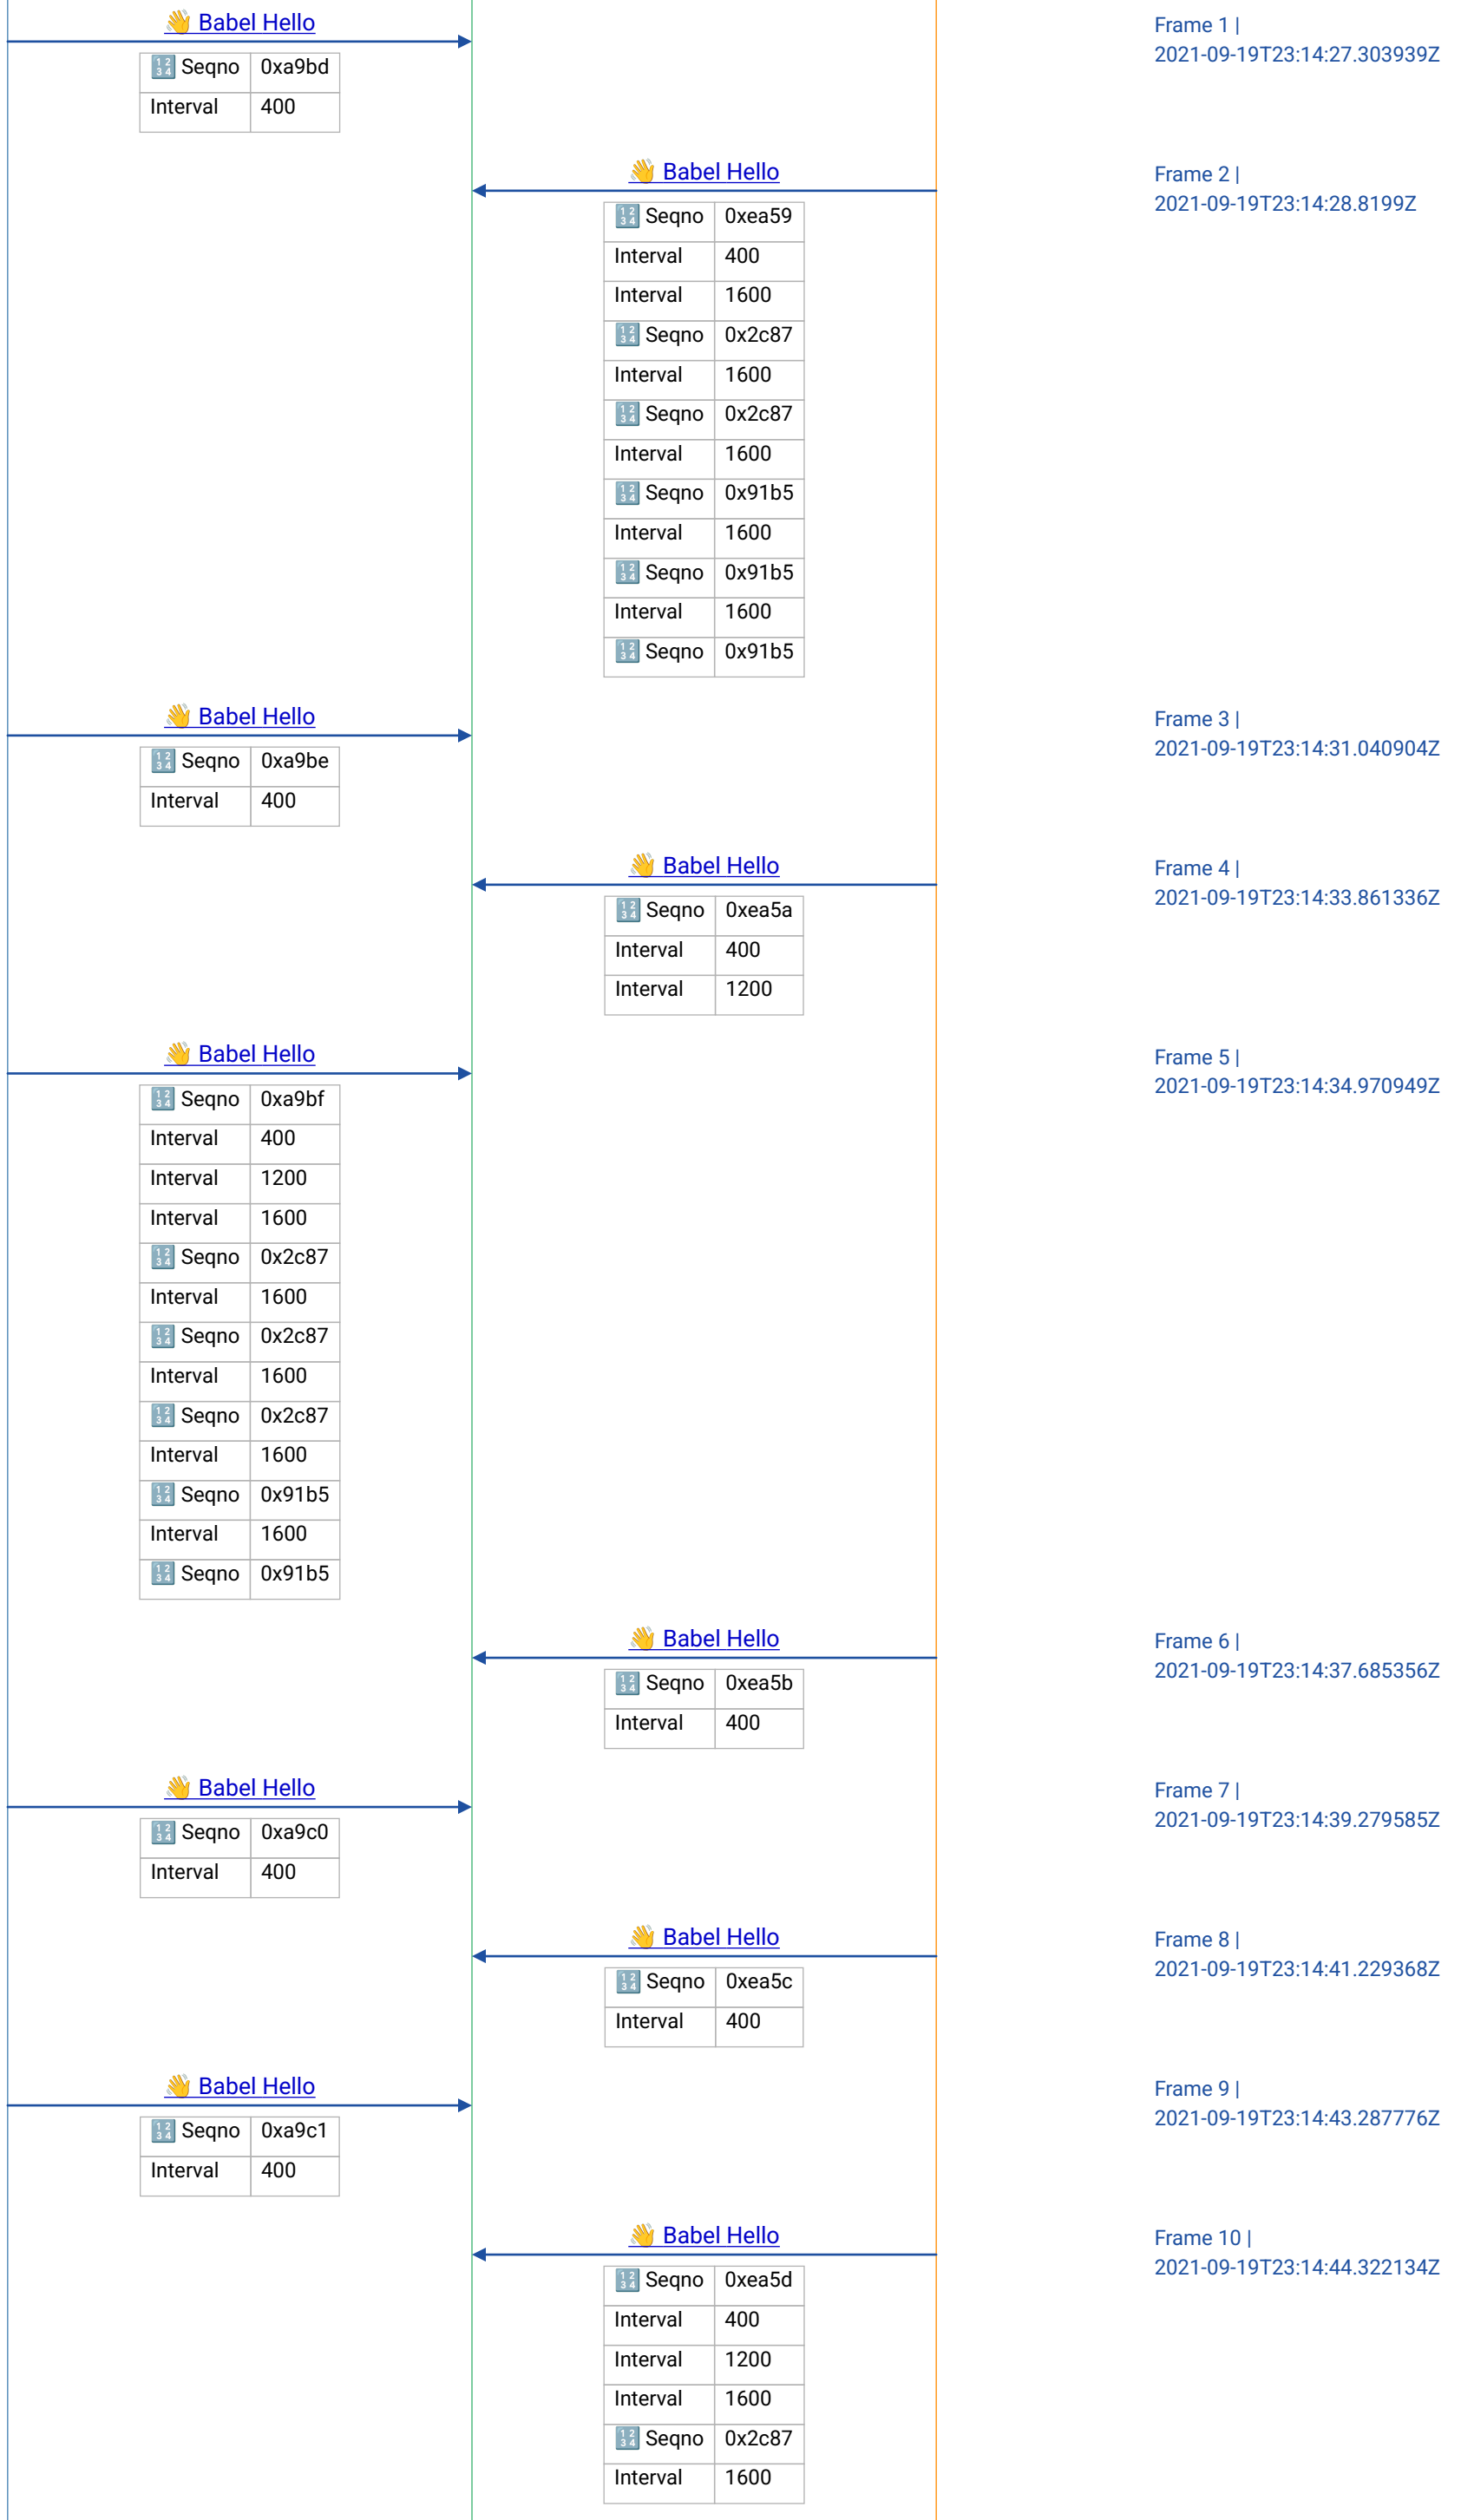 👋 Babel Hello
Frame 1 |
2021-09-19T23:14:27.303939Z
🔢 Seqno 0xa9bd
Interval 400
👋 Babel Hello
Frame 2 |
2021-09-19T23:14:28.8199Z
🔢 Seqno 0xea59
Interval 400
Interval 1600
🔢 Seqno 0x2c87
Interval 1600
🔢 Seqno 0x2c87
Interval 1600
🔢 Seqno 0x91b5
Interval 1600
🔢 Seqno 0x91b5
Interval 1600
🔢 Seqno 0x91b5
👋 Babel Hello
Frame 3 |
2021-09-19T23:14:31.040904Z
🔢 Seqno 0xa9be
Interval 400
👋 Babel Hello
Frame 4 |
2021-09-19T23:14:33.861336Z
🔢 Seqno 0xea5a
Interval 400
Interval 1200
👋 Babel Hello
Frame 5 |
2021-09-19T23:14:34.970949Z
🔢 Seqno 0xa9bf
Interval 400
Interval 1200
Interval 1600
🔢 Seqno 0x2c87
Interval 1600
🔢 Seqno 0x2c87
Interval 1600
🔢 Seqno 0x2c87
Interval 1600
🔢 Seqno 0x91b5
Interval 1600
🔢 Seqno 0x91b5
👋 Babel Hello
Frame 6 |
2021-09-19T23:14:37.685356Z
🔢 Seqno 0xea5b
Interval 400
👋 Babel Hello
Frame 7 |
2021-09-19T23:14:39.279585Z
🔢 Seqno 0xa9c0
Interval 400
👋 Babel Hello
Frame 8 |
2021-09-19T23:14:41.229368Z
🔢 Seqno 0xea5c
Interval 400
👋 Babel Hello
Frame 9 |
2021-09-19T23:14:43.287776Z
🔢 Seqno 0xa9c1
Interval 400
👋 Babel Hello
Frame 10 |
2021-09-19T23:14:44.322134Z
🔢 Seqno 0xea5d
Interval 400
Interval 1200
Interval 1600
🔢 Seqno 0x2c87
Interval 1600